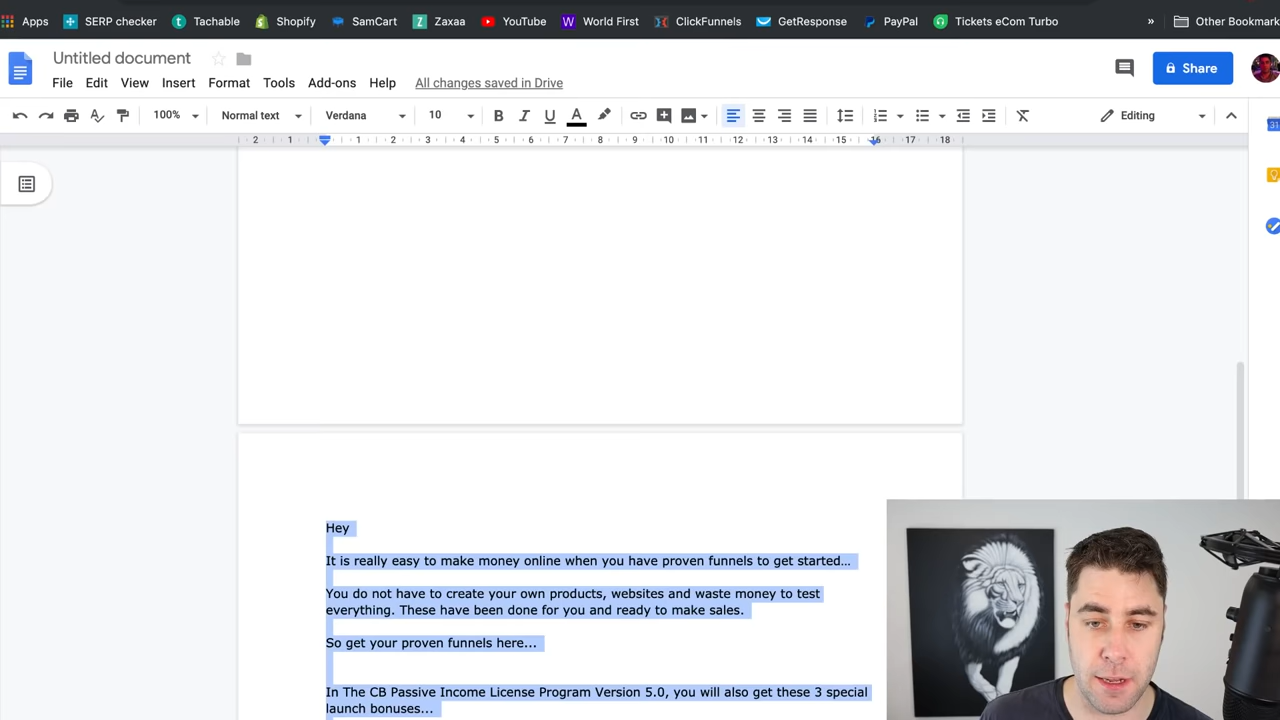 Apps SERP checker Tachable Shopify SamCart Zaxaa YouTube World First ClickFunnels GetResponse PayPal Tickets eCom Turbo » Other Bookmark
Untitled document
File Edit View Insert Format Tools Add-ons Help All changes saved in Drive
Share
100% Normal text Verdana 10 B I U A Editing
2 1 1 2 3 4 5 6 7 8 9 10 11 12 13 14 15 16 17 18
31
Hey
It is really easy to make money online when you have proven funnels to get started…
You do not have to create your own products, websites and waste money to test
everything. These have been done for you and ready to make sales.
So get your proven funnels here...
In The CB Passive Income License Program Version 5.0, you will also get these 3 special
launch bonuses...